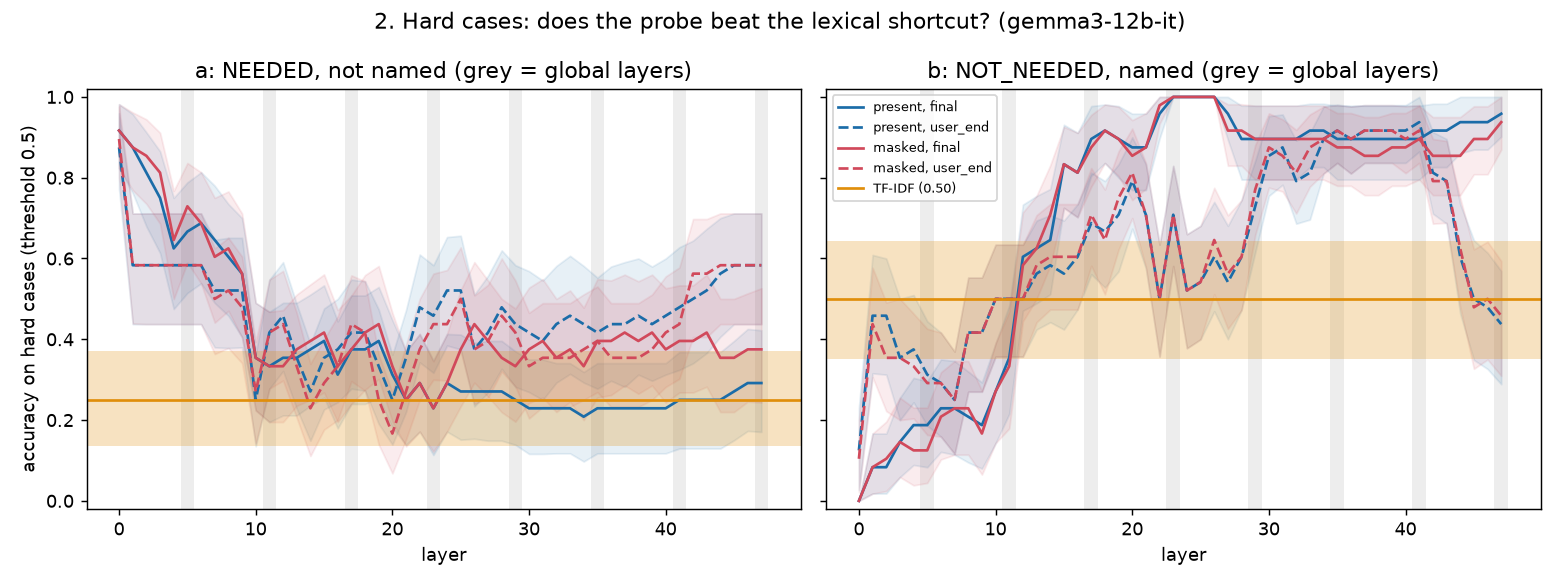 2. Hard cases: does the probe beat the lexical shortcut? (gemma3-12b-it)
a: NEEDED, not named (grey = global layers)
accuracy on hard cases (threshold 0.5)
1.0
0.8
0.6
0.4
0.2
0.0
0
10
20
30
40
layer
b: NOT_NEEDED, named (grey = global layers)
present, final
present, user_end
masked, final
masked, user_end
TF-IDF (0.50)
0
10
20
30
40
layer